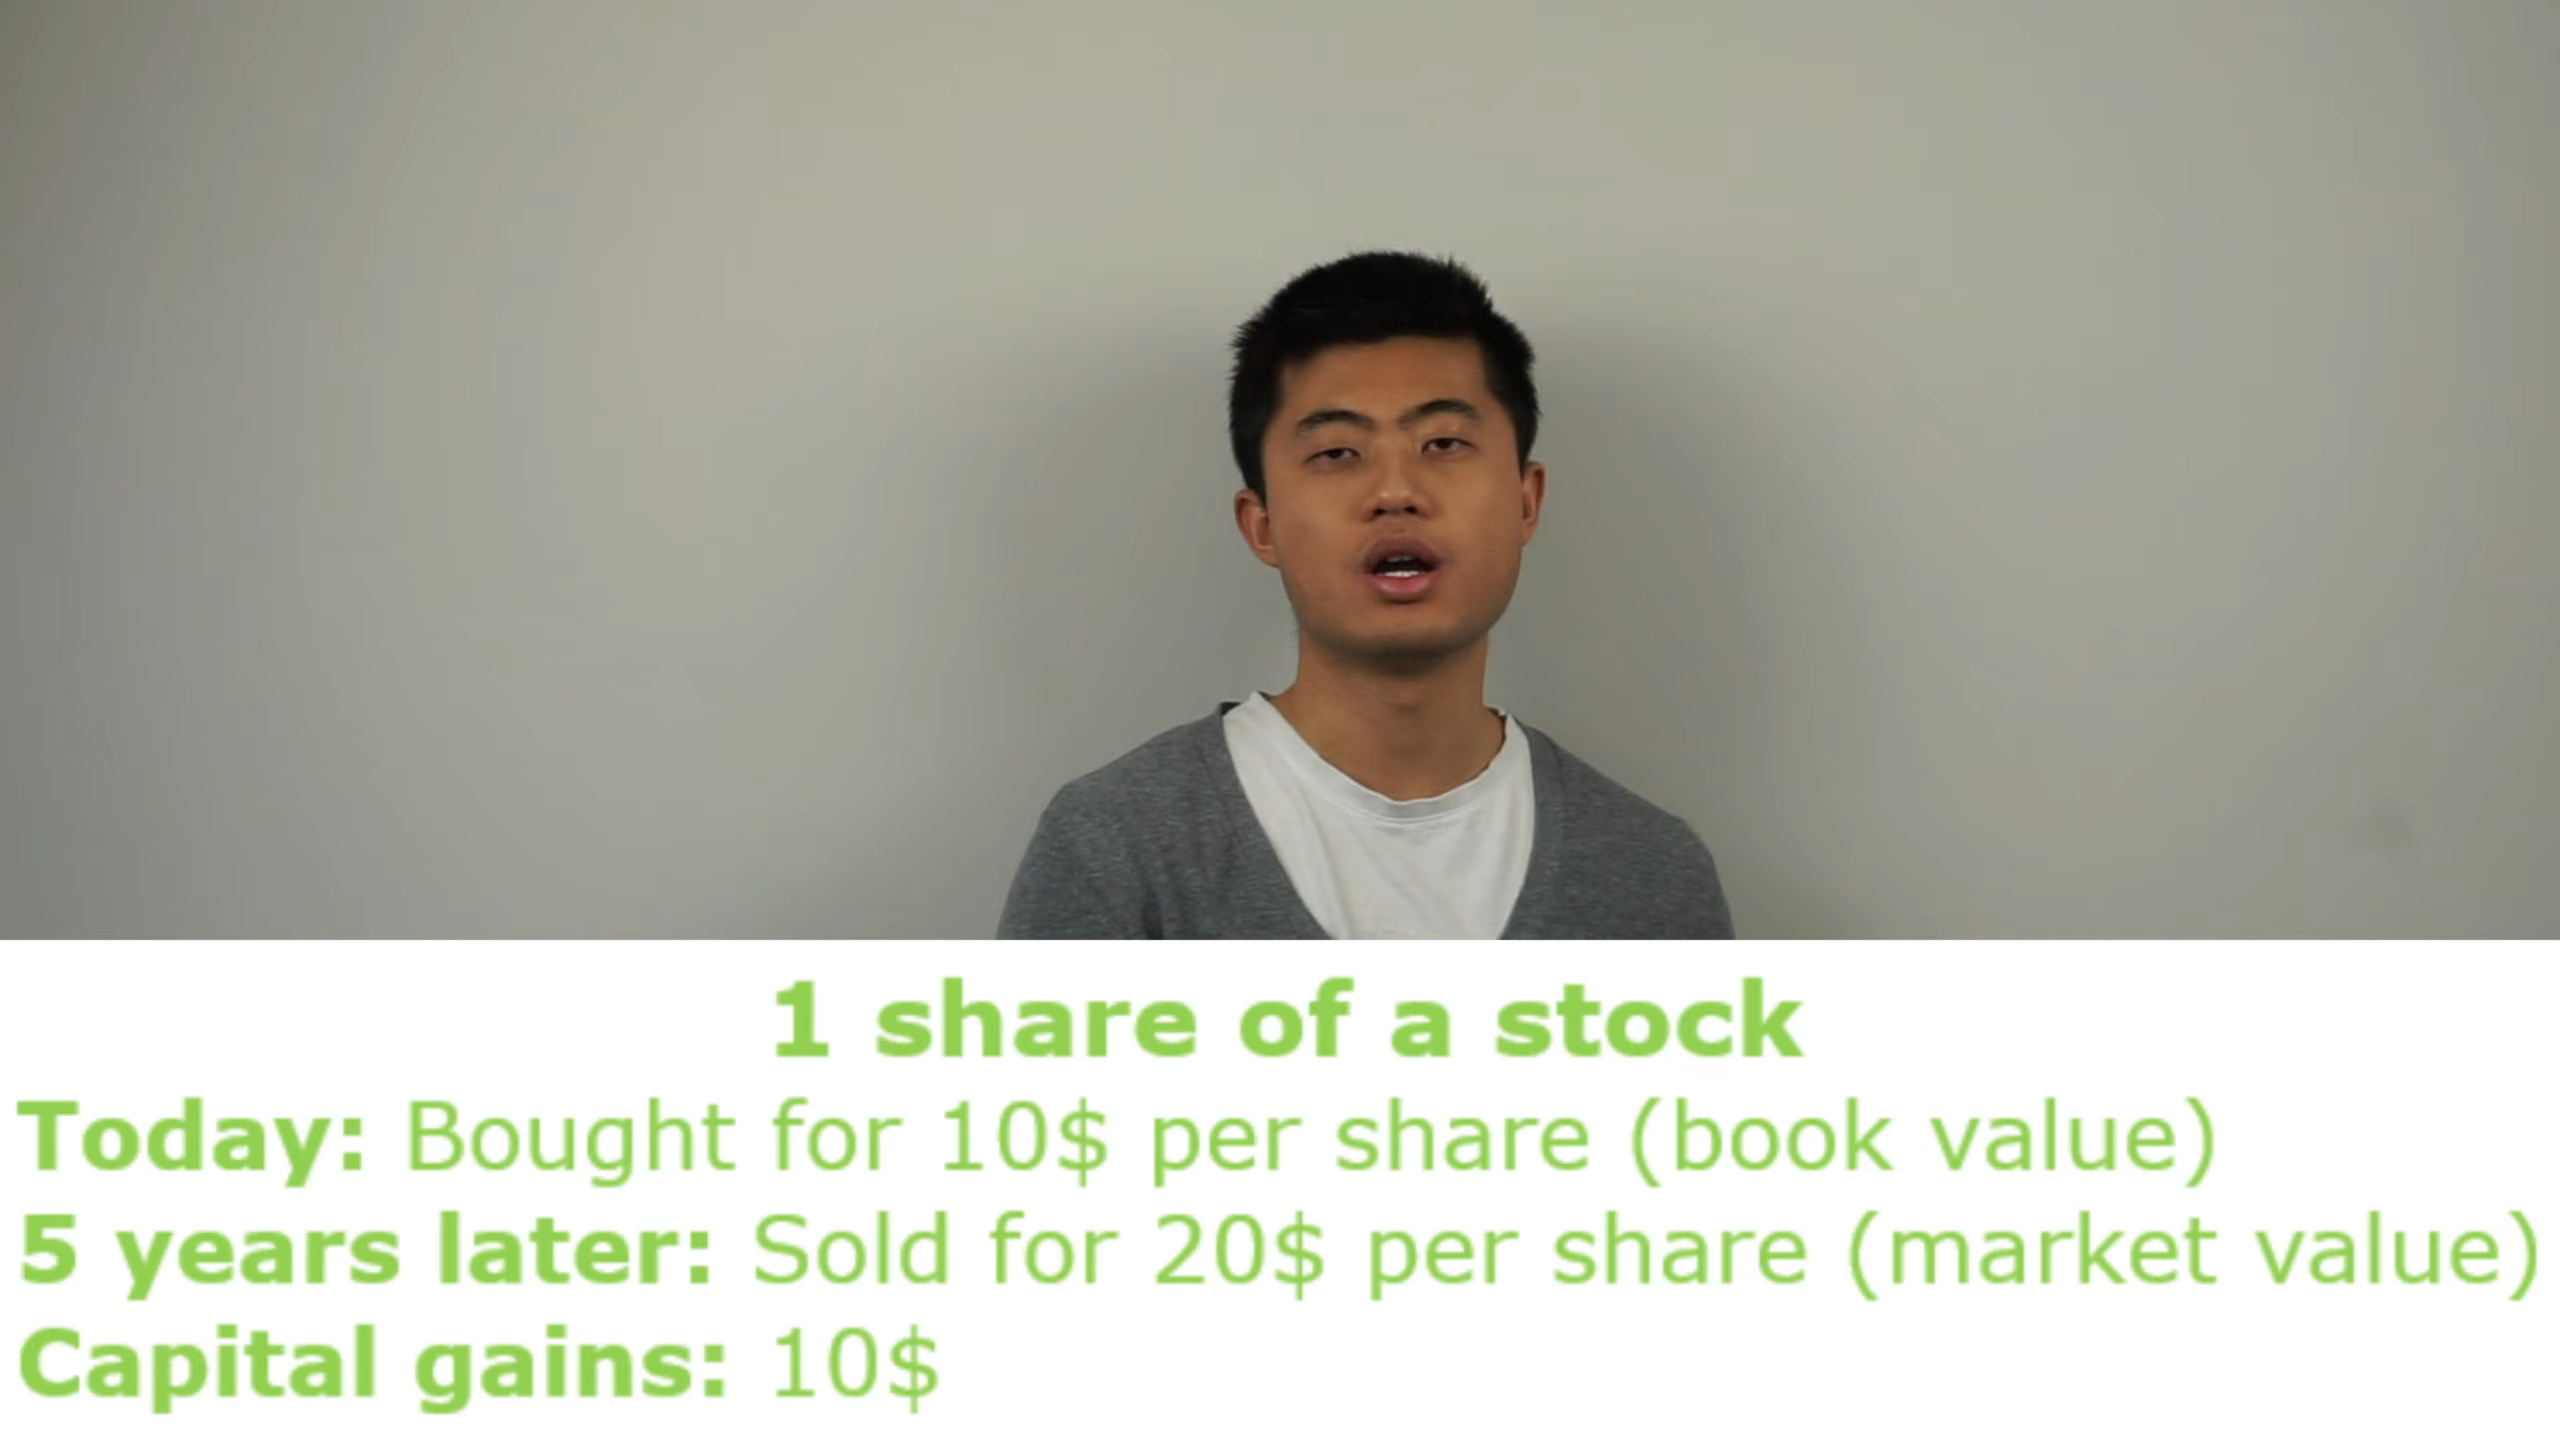 1 share of a stock
Today: Bought for 10$ per share (book value)
5 years later: Sold for 20$ per share (market value)
Capital gains: 10$